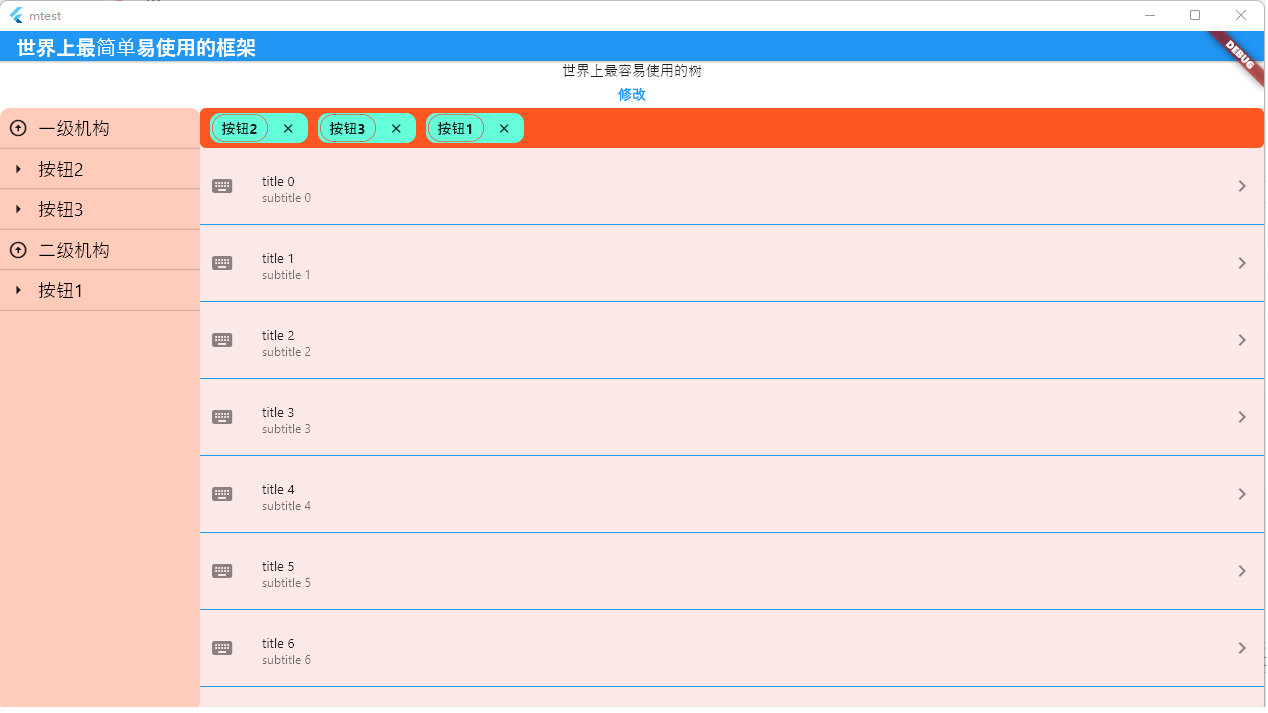 mtest
世界上最简单易使用的框架
DEBUG
世界上最容易使用的树
修改
一级机构
按钮2
按钮3
二级机构
按钮1
按钮2
按钮3
按钮1
title 0
subtitle 0
title 1
subtitle 1
title 2
subtitle 2
title 3
subtitle 3
title 4
subtitle 4
title 5
subtitle 5
title 6
subtitle 6